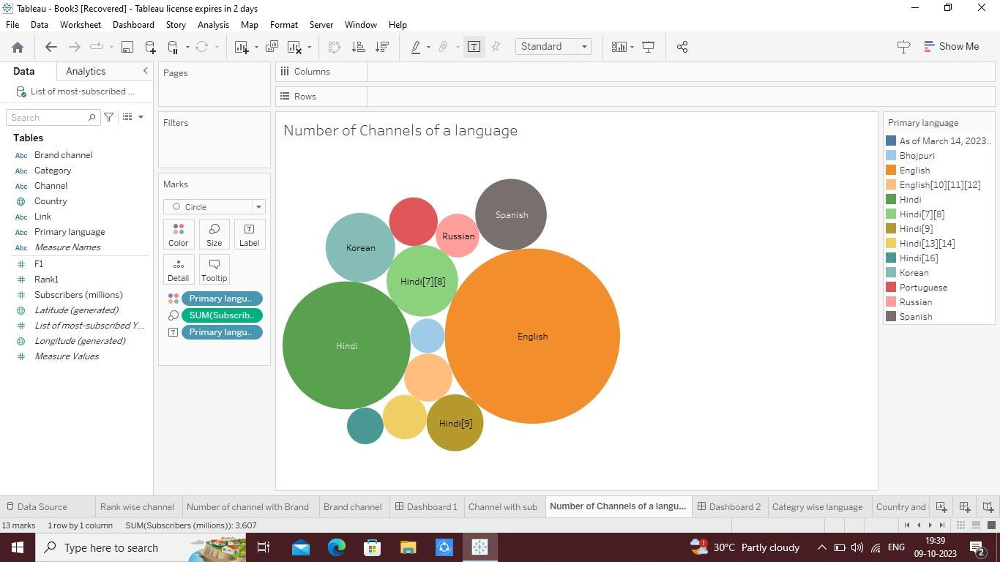 Tableau - Book3 [Recovered] - Tableau license expires in 2 days
File Data Worksheet Dashboard Story Analysis Map Format Server Window Help
Standard
Show Me
Data Analytics
List of most-subscribed ...
Search
Tables
Abc Brand channel
Abc Category
Abc Channel
Country
Abc Link
Abc Primary language
Abc Measure Names
F1
Rank1
Subscribers (millions)
Latitude (generated)
List of most-subscribed Y...
Longitude (generated)
Measure Values
Pages
Filters
Marks
Circle
Color Size Label
Detail Tooltip
Primary langu..
SUM(Subscrib..
Primary langu..
Columns
Rows
Number of Channels of a language
Spanish
Russian
Korean
Hindi[7][8]
English
Hindi
Hindi[9]
Primary language
As of March 14, 2023..
Bhojpuri
English
English[10][11][12]
Hindi
Hindi[7][8]
Hindi[9]
Hindi[13][14]
Hindi[16]
Korean
Portuguese
Russian
Spanish
Data Source Rank wise channel Number of channel with Brand Brand channel Dashboard 1 Channel with sub Number of Channels of a langu... Dashboard 2 Categry wise language Country and
13 marks 1 row by 1 column SUM(Subscribers (millions)): 3,607
Type here to search
1 30°C Partly cloudy ENG 19:39
09-10-2023 2